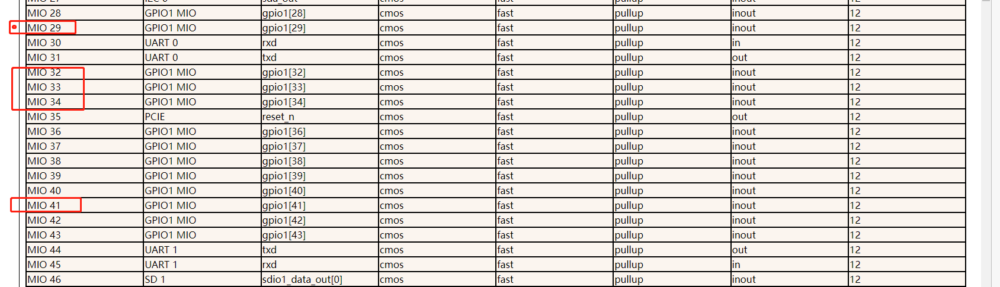 MIO 27 I2C 0 sda_out cmos fast pullup inout 12
MIO 28 GPIO1 MIO gpio1[28] cmos fast pullup inout 12
MIO 29 GPIO1 MIO gpio1[29] cmos fast pullup inout 12
MIO 30 UART 0 rxd cmos fast pullup in 12
MIO 31 UART 0 txd cmos fast pullup out 12
MIO 32 GPIO1 MIO gpio1[32] cmos fast pullup inout 12
MIO 33 GPIO1 MIO gpio1[33] cmos fast pullup inout 12
MIO 34 GPIO1 MIO gpio1[34] cmos fast pullup inout 12
MIO 35 PCIE reset_n cmos fast pullup out 12
MIO 36 GPIO1 MIO gpio1[36] cmos fast pullup inout 12
MIO 37 GPIO1 MIO gpio1[37] cmos fast pullup inout 12
MIO 38 GPIO1 MIO gpio1[38] cmos fast pullup inout 12
MIO 39 GPIO1 MIO gpio1[39] cmos fast pullup inout 12
MIO 40 GPIO1 MIO gpio1[40] cmos fast pullup inout 12
MIO 41 GPIO1 MIO gpio1[41] cmos fast pullup inout 12
MIO 42 GPIO1 MIO gpio1[42] cmos fast pullup inout 12
MIO 43 GPIO1 MIO gpio1[43] cmos fast pullup inout 12
MIO 44 UART 1 txd cmos fast pullup out 12
MIO 45 UART 1 rxd cmos fast pullup in 12
MIO 46 SD 1 sdio1_data_out[0] cmos fast pullup inout 12